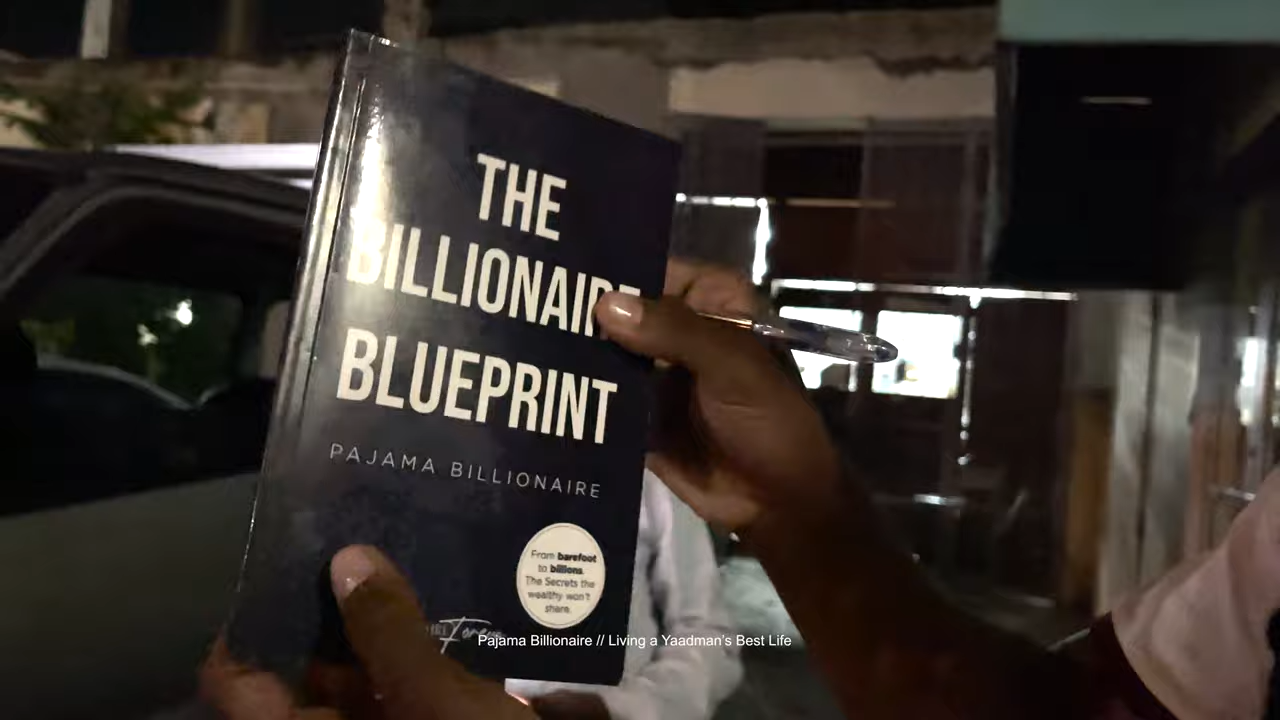 THE
BILLIONAIRE
BLUEPRINT
PAJAMA BILLIONAIRE
From barefoot
to billions.
The Secrets the
wealthy won't
share.
Pajama Billionaire // Living a Yaadman’s Best Life